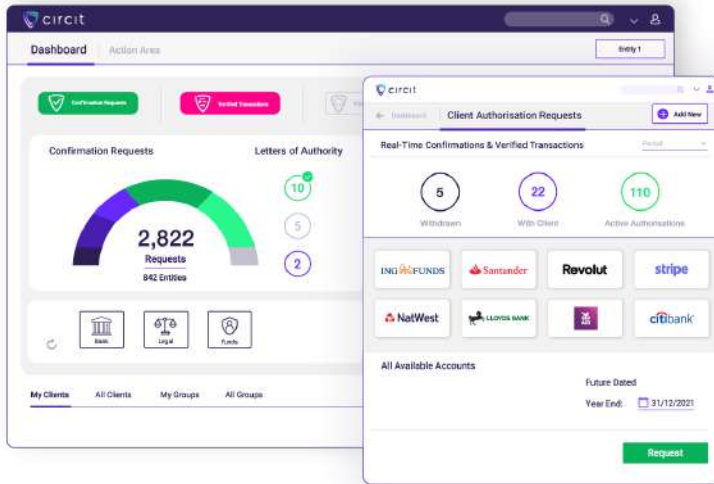 circit
Dashboard
Action Area
Entity 1
Confirmation Requests
Verified Transactions
Confirmation Requests
Letters of Authority
10
5
2
2,822
Requests
842 Entities
Bank
Legal
Funds
My Clients
All Clients
My Groups
All Groups
circit
Dashboard
Client Authorisation Requests
Add New
Real-Time Confirmations & Verified Transactions
Period
5
22
110
Withdrawn
With Client
Active Authorisations
ING FUNDS
Santander
Revolut
stripe
NatWest
LLOYDS BANK
citibank
All Available Accounts
Future Dated
Year End:
31/12/2021
Request